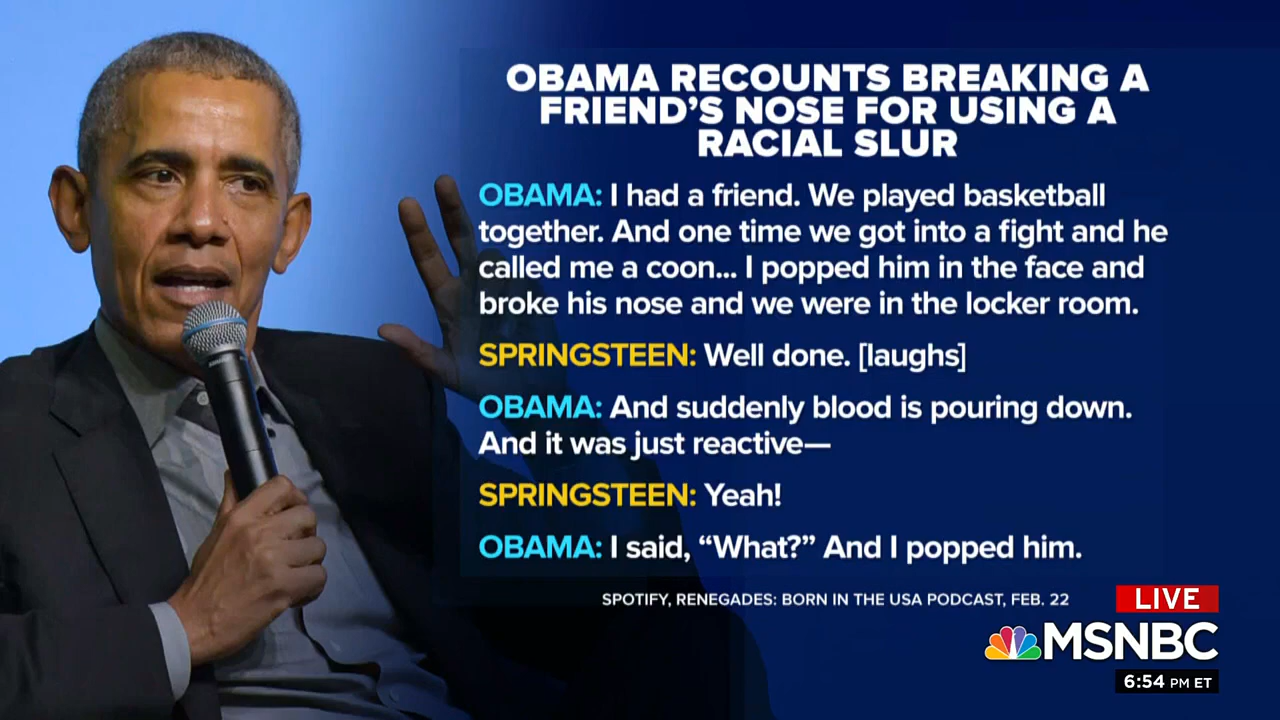 OBAMA RECOUNTS BREAKING A
FRIEND’S NOSE FOR USING A
RACIAL SLUR
OBAMA: I had a friend. We played basketball
together. And one time we got into a fight and he
called me a coon... I popped him in the face and
broke his nose and we were in the locker room.
SPRINGSTEEN: Well done. [laughs]
OBAMA: And suddenly blood is pouring down.
And it was just reactive—
SPRINGSTEEN: Yeah!
OBAMA: I said, “What?” And I popped him.
SPOTIFY, RENEGADES: BORN IN THE USA PODCAST, FEB. 22
LIVE
MSNBC
6:54 PM ET